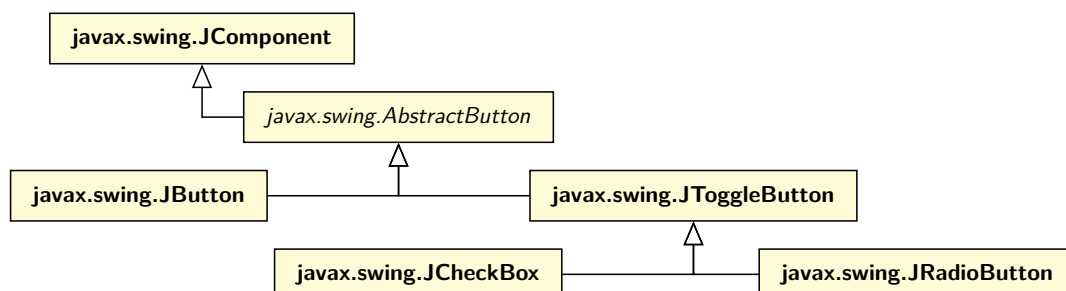 javax.swing.JComponent
javax.swing.AbstractButton
javax.swing.JButton
javax.swing.JToggleButton
javax.swing.JCheckBox
javax.swing.JRadioButton